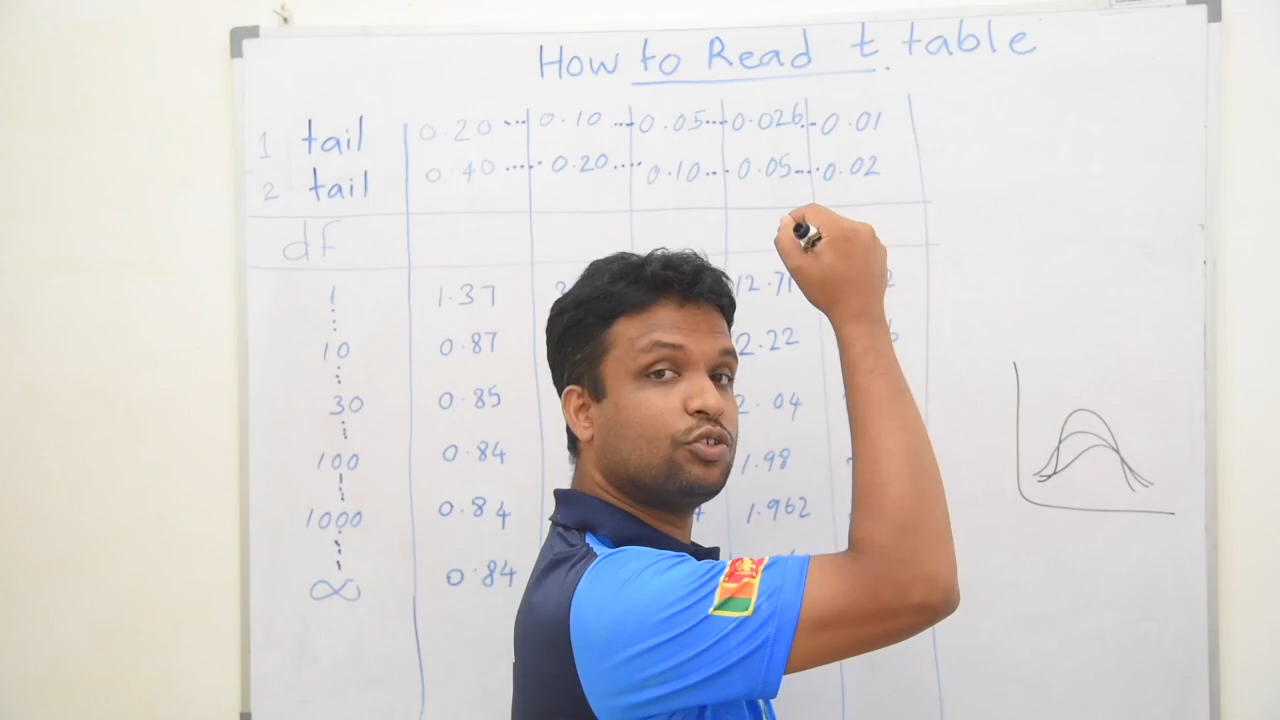 How to Read t table
1 tail 0.20 ... 0.10 ... 0.05 ... 0.026 .. 0.01
2 tail 0.40 ..... 0.20 .... 0.10 ... 0.05 .... 0.02
df
1 1.37 12.71 2
10 0.87 2.22
30 0.85 2.04
100 0.84 1.98
1000 0.84 1.962
∞ 0.84